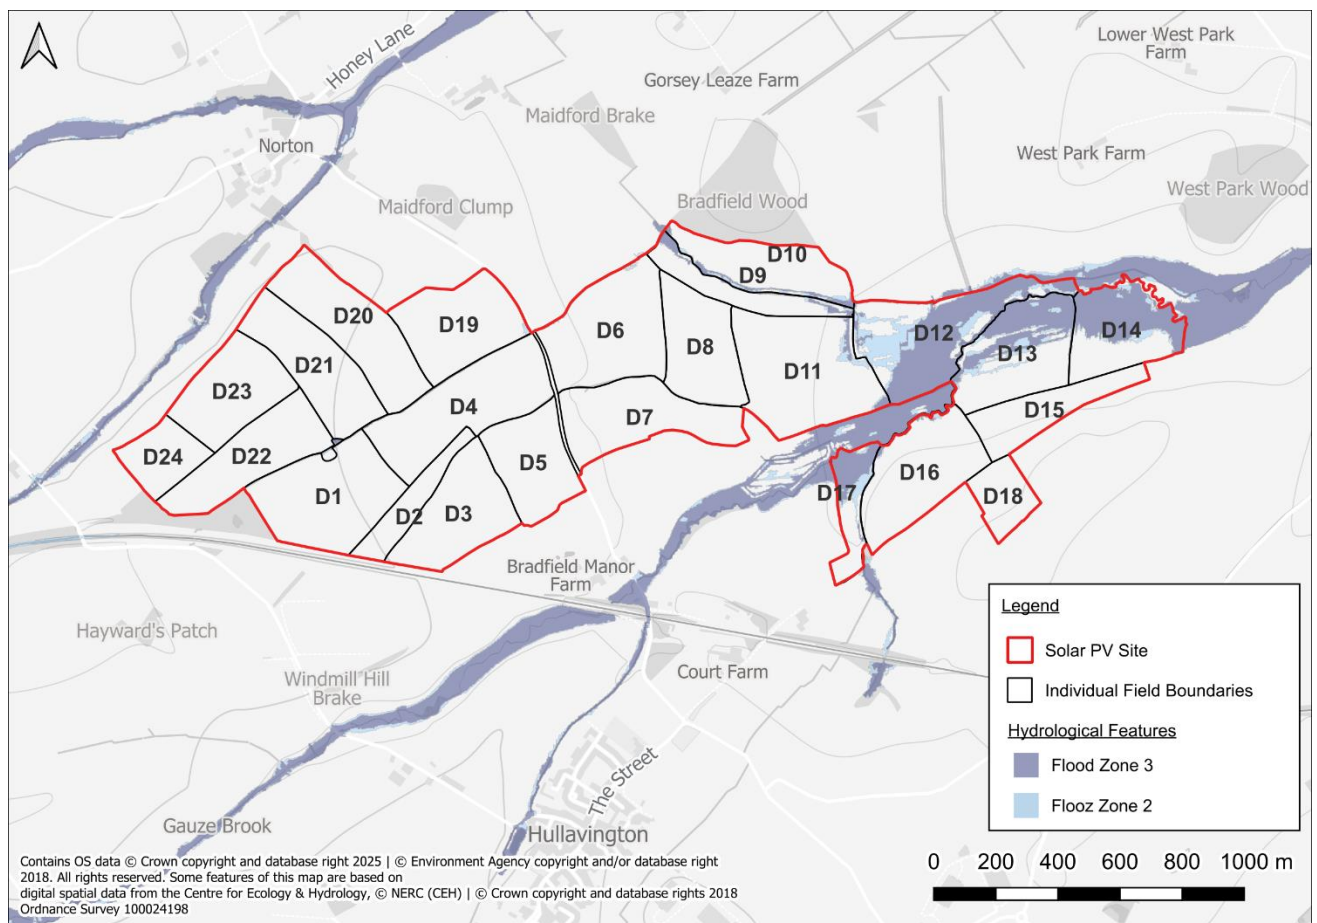 Honey Lane
Lower West Park
Farm
Gorsey Leaze Farm
Maidford Brake
Norton
West Park Farm
West Park Wood
Bradfield Wood
Maidford Clump
D10
D9
D20
D19
D6
D12
D14
D8
D13
D21
D11
D23
D4
D7
D15
D24
D22
D5
D16
D1
D2
D3
D17
D18
Bradfield Manor
Farm
Hayward's Patch
Court Farm
Windmill Hill
Brake
The Street
Gauze Brook
Hullavington
Legend
Solar PV Site
Individual Field Boundaries
Hydrological Features
Flood Zone 3
Flooz Zone 2
0 200 400 600 800 1000 m
Contains OS data © Crown copyright and database right 2025 | © Environment Agency copyright and/or database right
2018. All rights reserved. Some features of this map are based on
digital spatial data from the Centre for Ecology & Hydrology, © NERC (CEH) | © Crown copyright and database rights 2018
Ordnance Survey 100024198